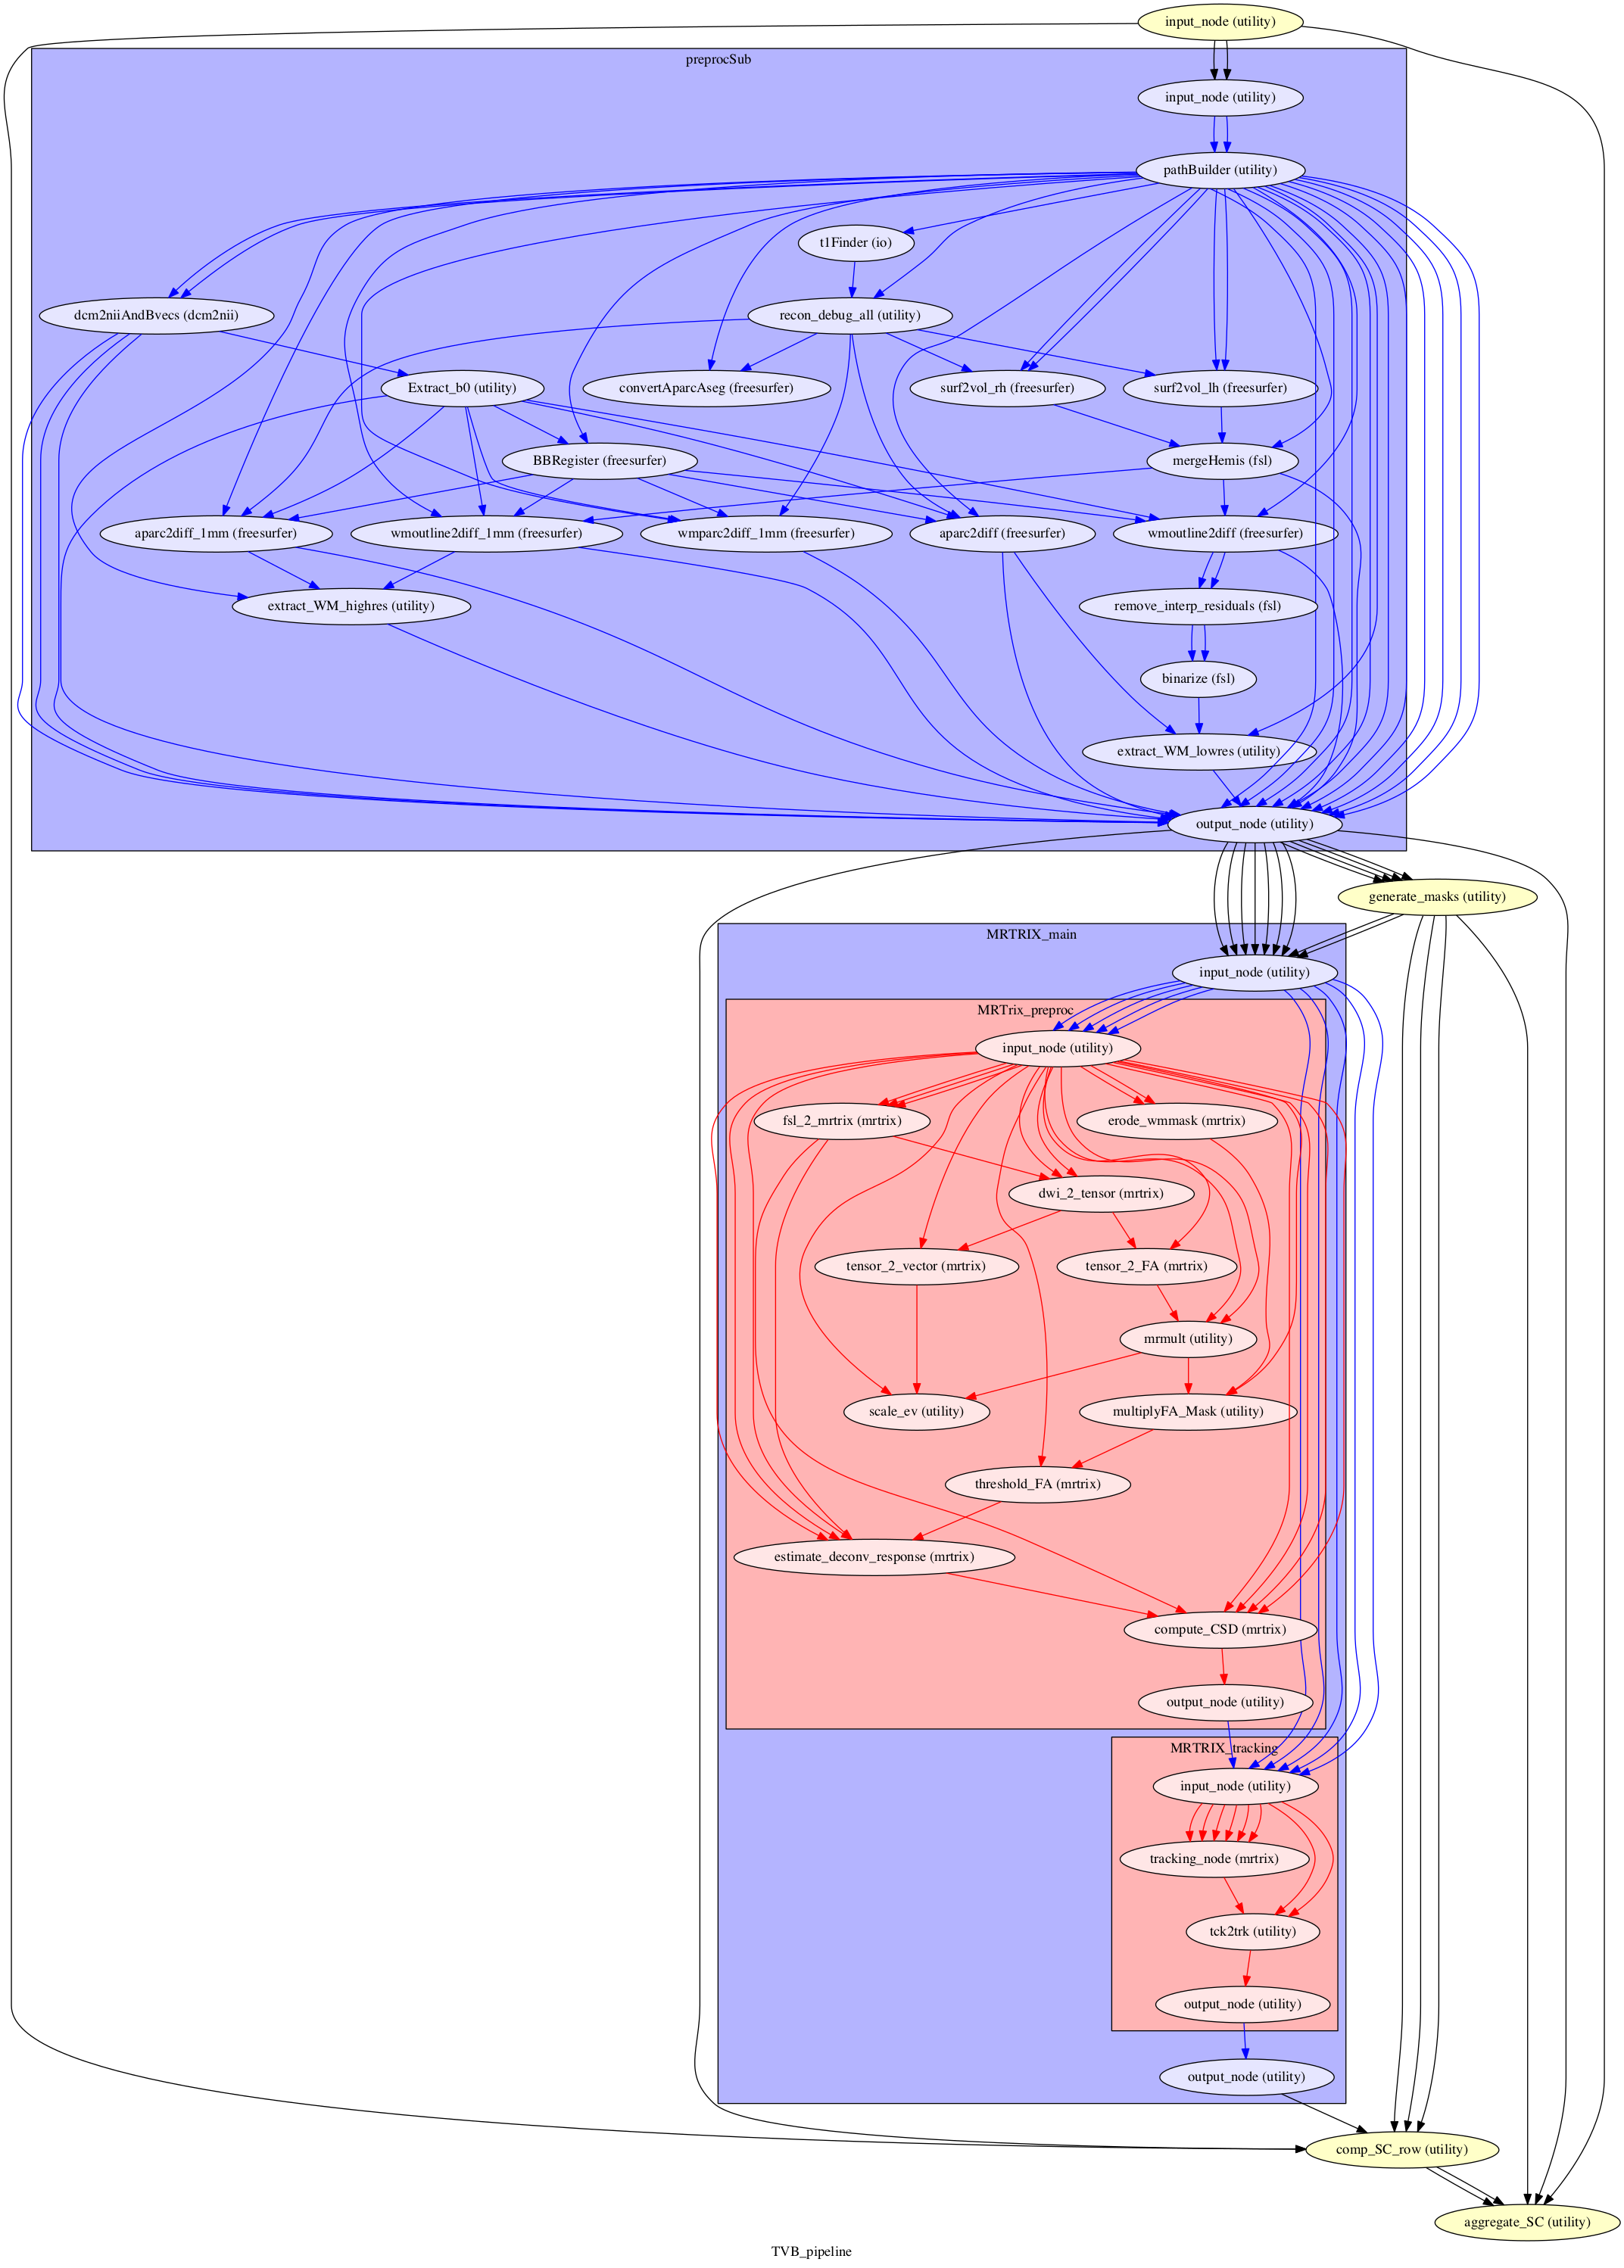 input_node (utility)
preprocSub
input_node (utility)
pathBuilder (utility)
t1Finder (io)
dcm2niiAndBvecs (dcm2nii)
recon_debug_all (utility)
Extract_b0 (utility)
convertAparcAseg (freesurfer)
surf2vol_rh (freesurfer)
surf2vol_lh (freesurfer)
BBRegister (freesurfer)
mergeHemis (fsl)
aparc2diff_1mm (freesurfer)
wmoutline2diff_1mm (freesurfer)
wmparc2diff_1mm (freesurfer)
aparc2diff (freesurfer)
wmoutline2diff (freesurfer)
extract_WM_highres (utility)
remove_interp_residuals (fsl)
binarize (fsl)
extract_WM_lowres (utility)
output_node (utility)
generate_masks (utility)
MRTRIX_main
input_node (utility)
MRTrix_preproc
input_node (utility)
fsl_2_mrtrix (mrtrix)
erode_wmmask (mrtrix)
dwi_2_tensor (mrtrix)
tensor_2_vector (mrtrix)
tensor_2_FA (mrtrix)
mrmult (utility)
scale_ev (utility)
multiplyFA_Mask (utility)
threshold_FA (mrtrix)
estimate_deconv_response (mrtrix)
compute_CSD (mrtrix)
output_node (utility)
MRTRIX_tracking
input_node (utility)
tracking_node (mrtrix)
tck2trk (utility)
output_node (utility)
output_node (utility)
comp_SC_row (utility)
aggregate_SC (utility)
TVB_pipeline